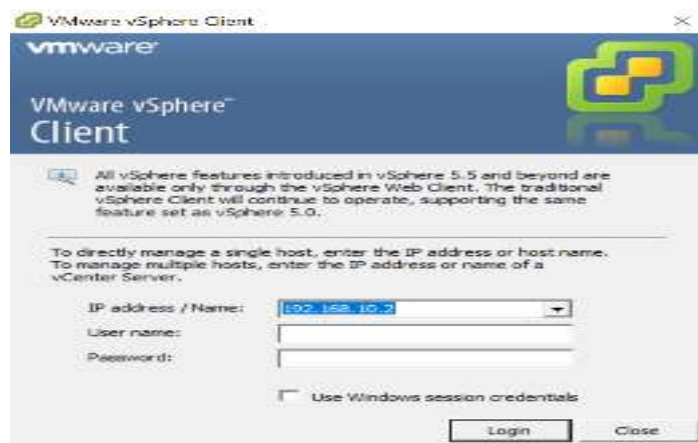 VMware vSphere Client
vmware
VMware vSphere™
Client
All vSphere features introduced in vSphere 5.5 and beyond are
available only through the vSphere Web Client. The traditional
vSphere Client will continue to operate, supporting the same
feature set as vSphere 5.0.
To directly manage a single host, enter the IP address or host name.
To manage multiple hosts, enter the IP address or name of a
vCenter Server.
IP address / Name: 192.168.10.2
User name:
Password:
Use Windows session credentials
Login Close